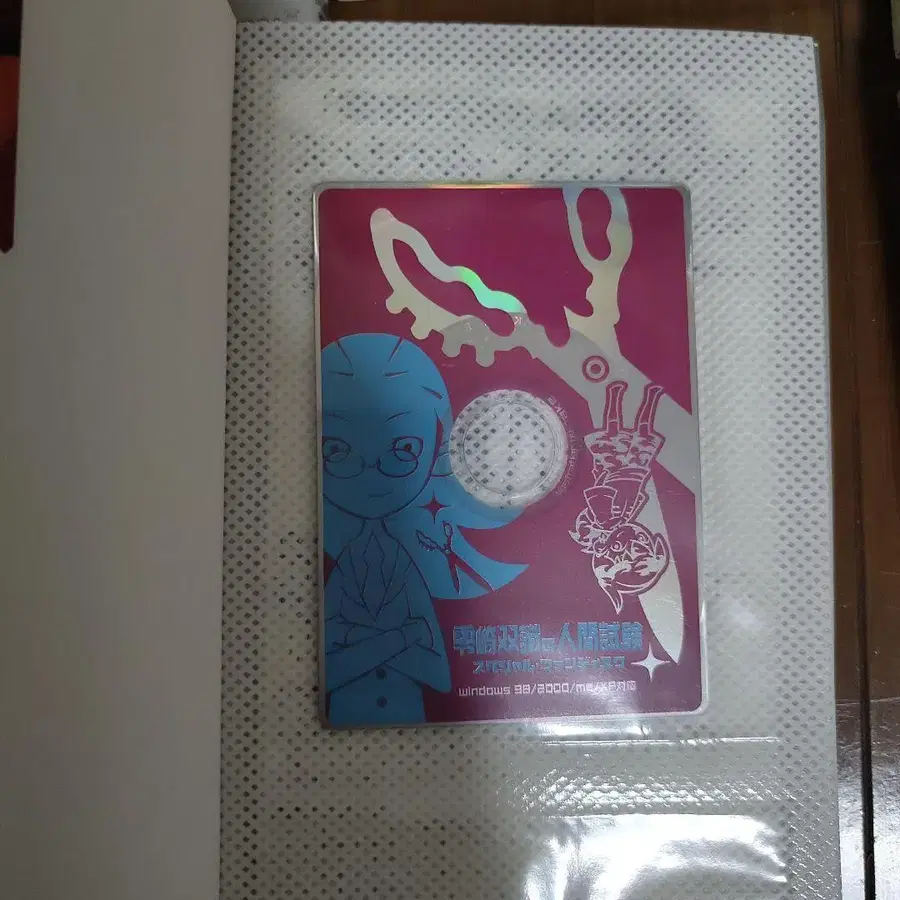 零崎双識の人間試験
スペシャル・ファンディスク
windows 98/2000/me/XP対応